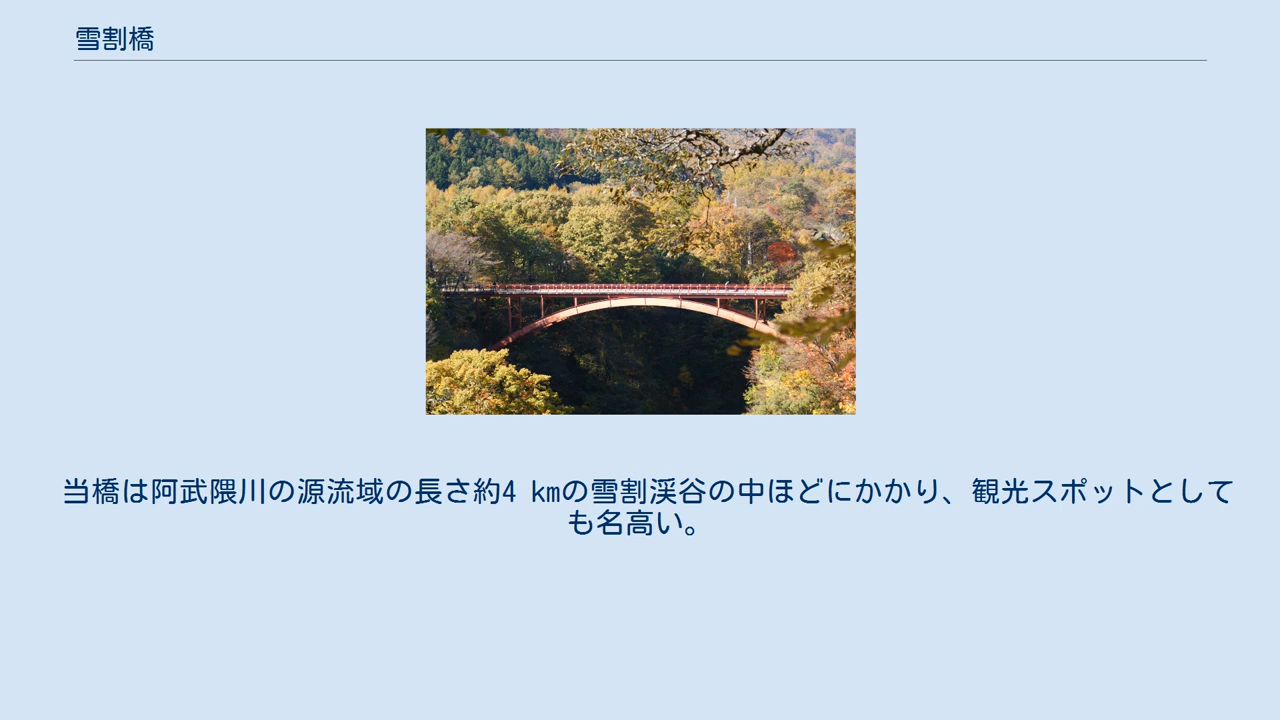 雪割橋
当橋は阿武隈川の源流域の長さ約4 kmの雪割渓谷の中ほどにかかり、観光スポットとして
も名高い。